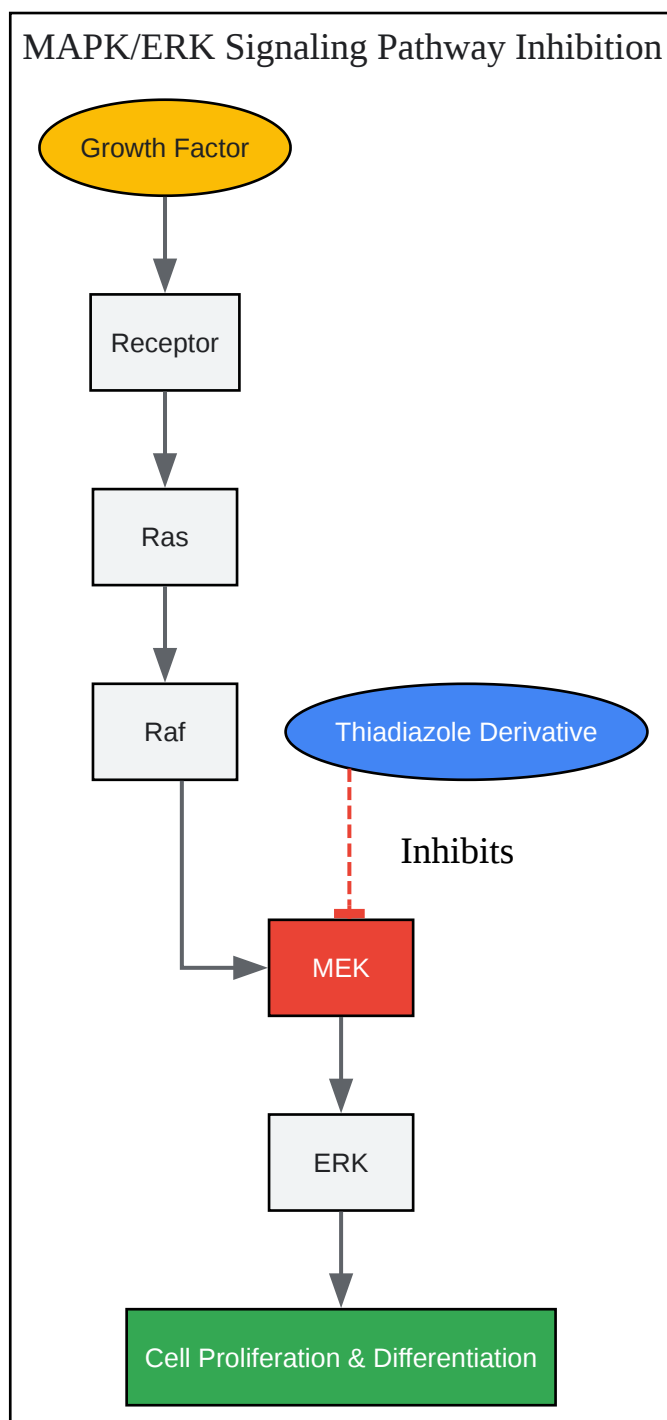 MAPK/ERK Signaling Pathway Inhibition
Growth Factor
Receptor
Ras
Raf
Thiadiazole Derivative
Inhibits
MEK
ERK
Cell Proliferation & Differentiation